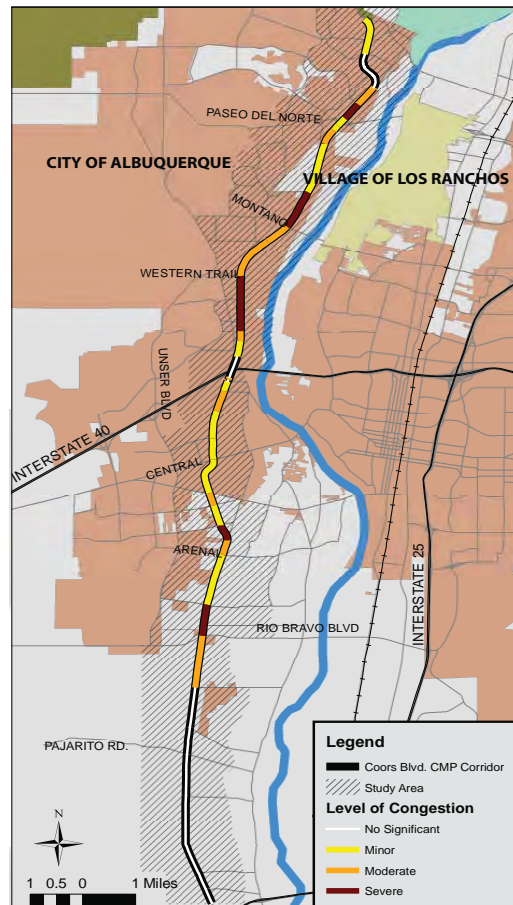 PASEO DEL NORTE
CITY OF ALBUQUERQUE
VILLAGE OF LOS RANCHOS
MONTANO
WESTERN TRAIL
UNSER BLVD
INTERSTATE 40
CENTRAL
ARENAL
INTERSTATE 25
RIO BRAVO BLVD
PAJARITO RD.
N
1 0.5 0 1 Miles
Legend
Coors Blvd. CMP Corridor
Study Area
Level of Congestion
No Significant
Minor
Moderate
Severe